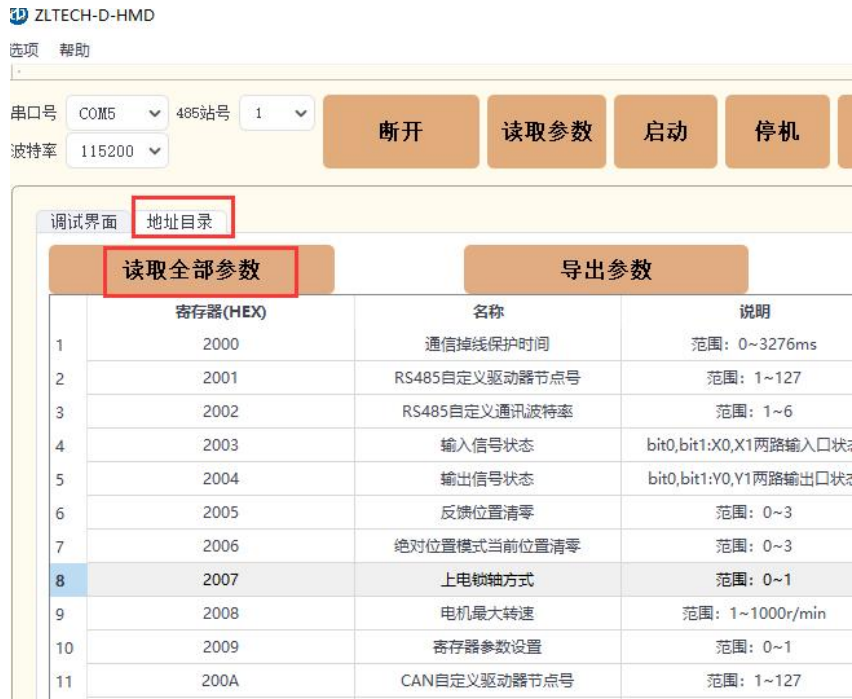 ZLTECH-D-HMD
选项 帮助
串口号 COM5 485站号 1
波特率 115200
断开 读取参数 启动 停机
调试界面 地址目录
读取全部参数 导出参数
寄存器(HEX) 名称 说明
1 2000 通信掉线保护时间 范围：0~3276ms
2 2001 RS485自定义驱动器节点号 范围：1~127
3 2002 RS485自定义通讯波特率 范围：1~6
4 2003 输入信号状态 bit0,bit1:X0,X1两路输入口状
5 2004 输出信号状态 bit0,bit1:Y0,Y1两路输出口状
6 2005 反馈位置清零 范围：0~3
7 2006 绝对位置模式当前位置清零 范围：0~3
8 2007 上电锁轴方式 范围：0~1
9 2008 电机最大转速 范围：1~1000r/min
10 2009 寄存器参数设置 范围：0~1
11 200A CAN自定义驱动器节点号 范围：1~127